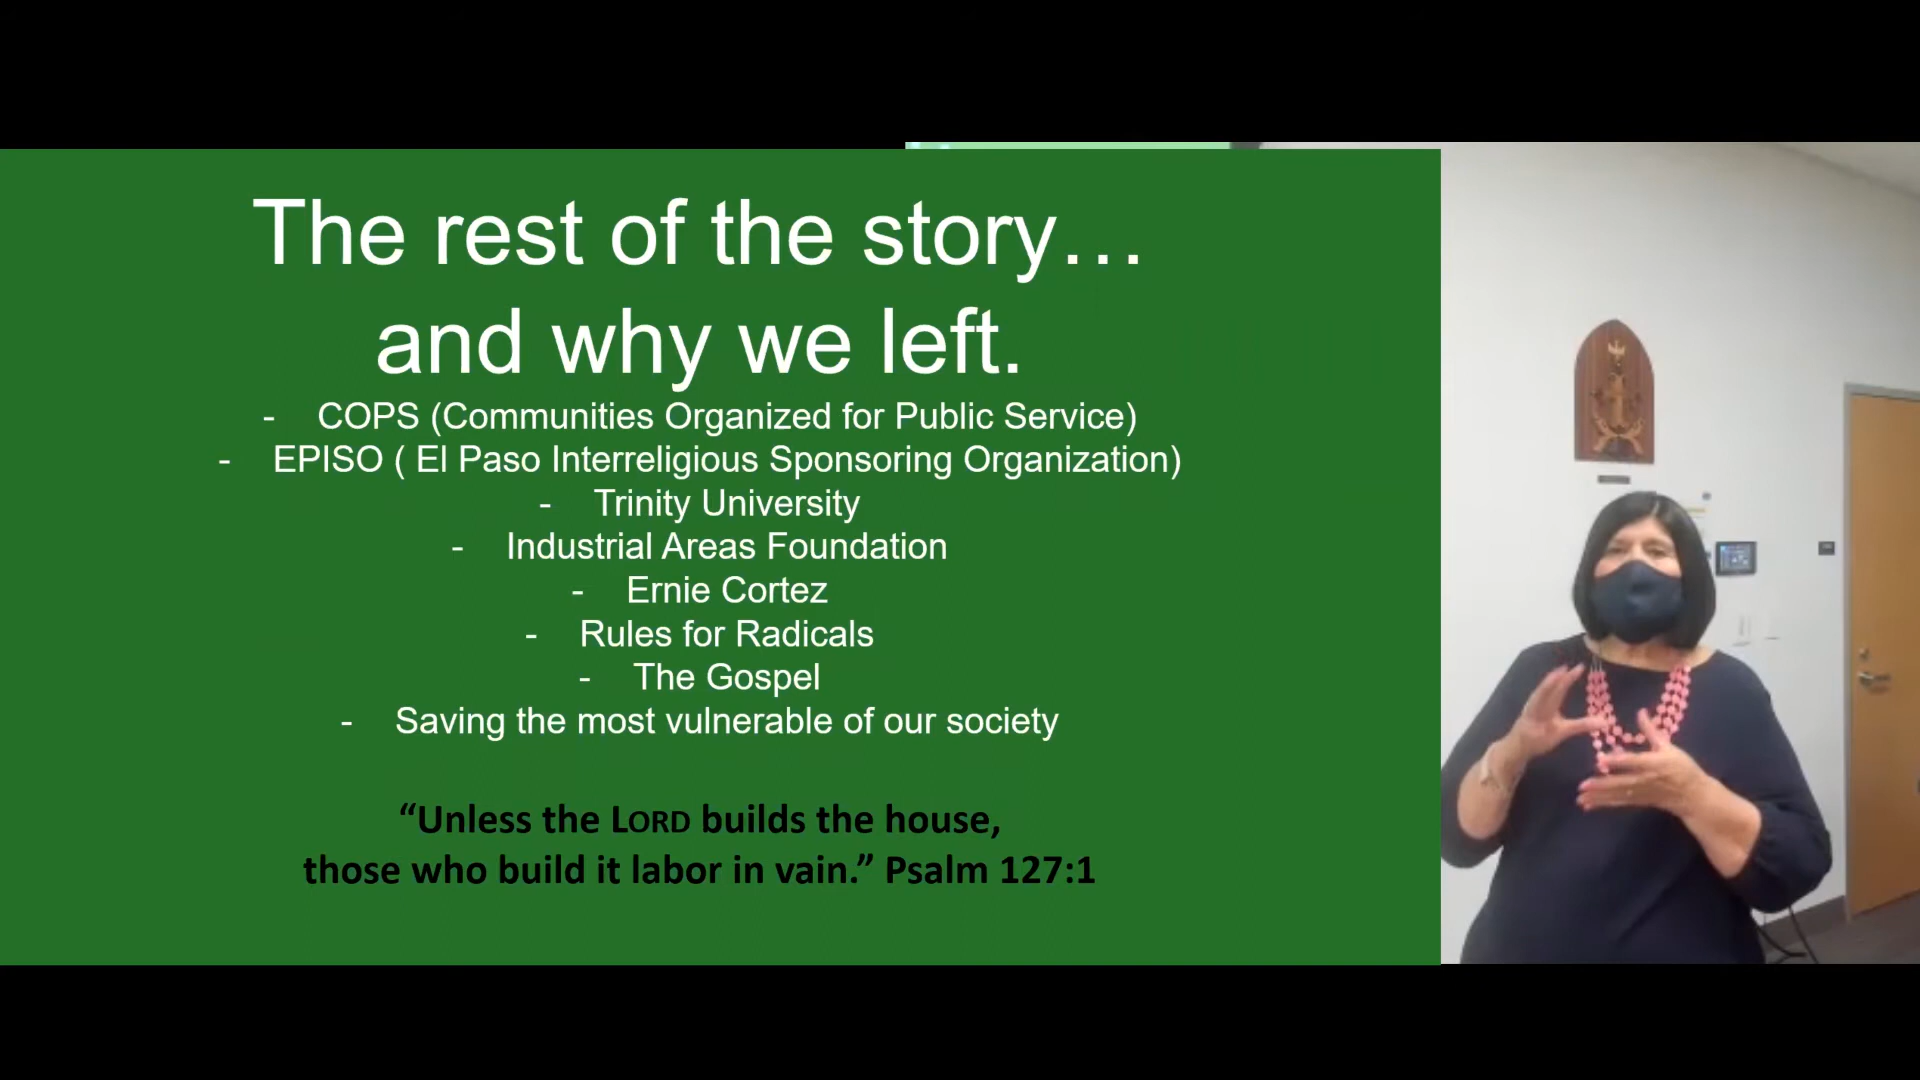 The rest of the story…
and why we left.
- COPS (Communities Organized for Public Service)
- EPISO ( El Paso Interreligious Sponsoring Organization)
- Trinity University
- Industrial Areas Foundation
- Ernie Cortez
- Rules for Radicals
- The Gospel
- Saving the most vulnerable of our society
“Unless the LORD builds the house,
those who build it labor in vain.” Psalm 127:1